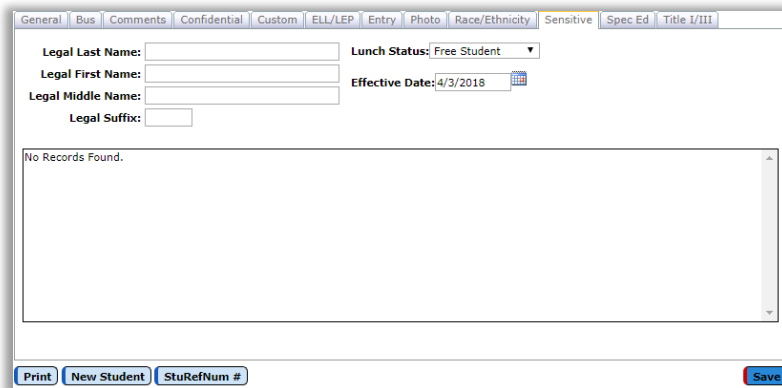 General Bus Comments Confidential Custom ELL/LEP Entry Photo Race/Ethnicity Sensitive Spec Ed Title I/III
Legal Last Name: Lunch Status: Free Student
Legal First Name:
Effective Date: 4/3/2018
Legal Middle Name:
Legal Suffix:
No Records Found.
Print New Student StuRefNum # Save